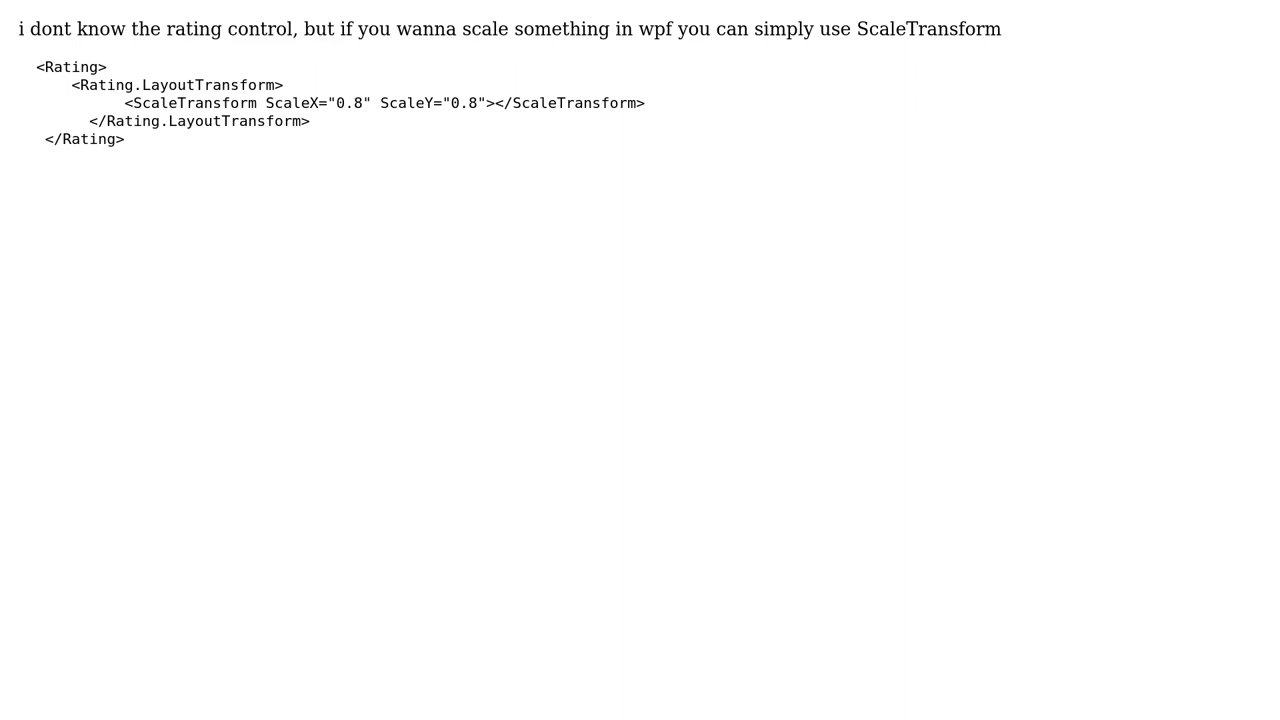 i dont know the rating control, but if you wanna scale something in wpf you can simply use ScaleTransform
<Rating>
<Rating.LayoutTransform>
<ScaleTransform ScaleX="0.8" ScaleY="0.8"></ScaleTransform>
</Rating.LayoutTransform>
</Rating>